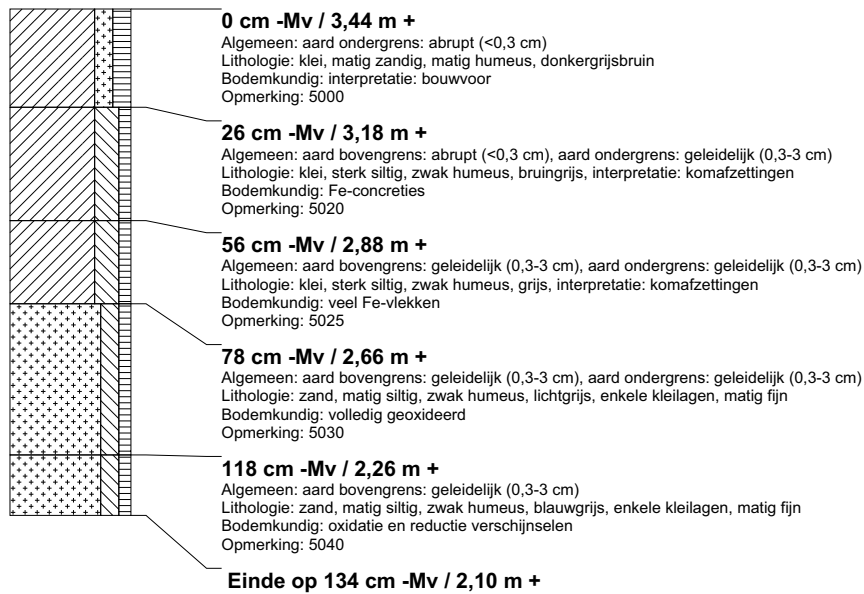 0 cm -Mv / 3,44 m +
Algemeen: aard ondergrens: abrupt (<0,3 cm)
Lithologie: klei, matig zandig, matig humeus, donkergrijsbruin
Bodemkundig: interpretatie: bouwvoor
Opmerking: 5000
26 cm -Mv / 3,18 m +
Algemeen: aard bovengrens: abrupt (<0,3 cm), aard ondergrens: geleidelijk (0,3-3 cm)
Lithologie: klei, sterk siltig, zwak humeus, bruingrijs, interpretatie: komafzettingen
Bodemkundig: Fe-concreties
Opmerking: 5020
56 cm -Mv / 2,88 m +
Algemeen: aard bovengrens: geleidelijk (0,3-3 cm), aard ondergrens: geleidelijk (0,3-3 cm)
Lithologie: klei, sterk siltig, zwak humeus, grijs, interpretatie: komafzettingen
Bodemkundig: veel Fe-vlekken
Opmerking: 5025
78 cm -Mv / 2,66 m +
Algemeen: aard bovengrens: geleidelijk (0,3-3 cm), aard ondergrens: geleidelijk (0,3-3 cm)
Lithologie: zand, matig siltig, zwak humeus, lichtgrijs, enkele kleilagen, matig fijn
Bodemkundig: volledig geoxideerd
Opmerking: 5030
118 cm -Mv / 2,26 m +
Algemeen: aard bovengrens: geleidelijk (0,3-3 cm)
Lithologie: zand, matig siltig, zwak humeus, blauwgrijs, enkele kleilagen, matig fijn
Bodemkundig: oxidatie en reductie verschijnselen
Opmerking: 5040
Einde op 134 cm -Mv / 2,10 m +